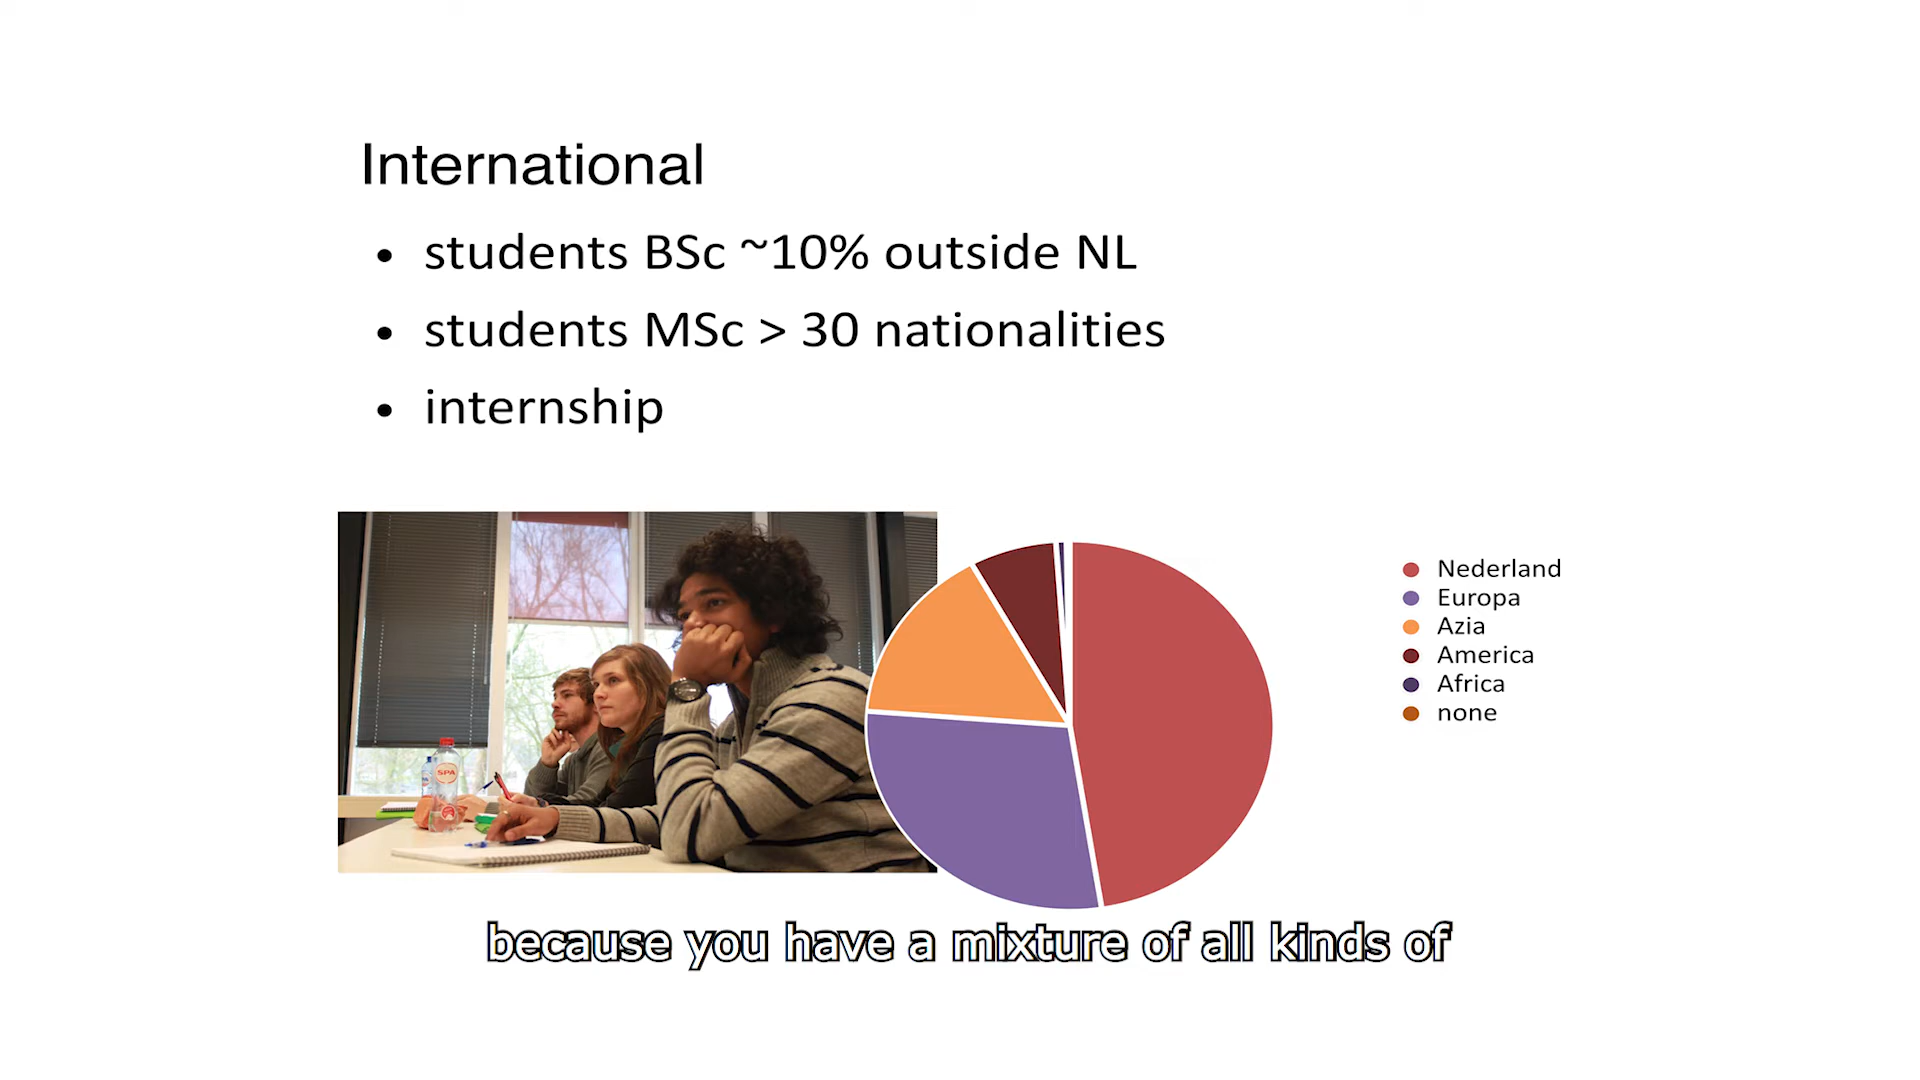 International
• students BSc ~10% outside NL
• students MSc > 30 nationalities
• internship
SPA
Nederland
Europa
Azia
America
Africa
none
because you have a mixture of all kinds of